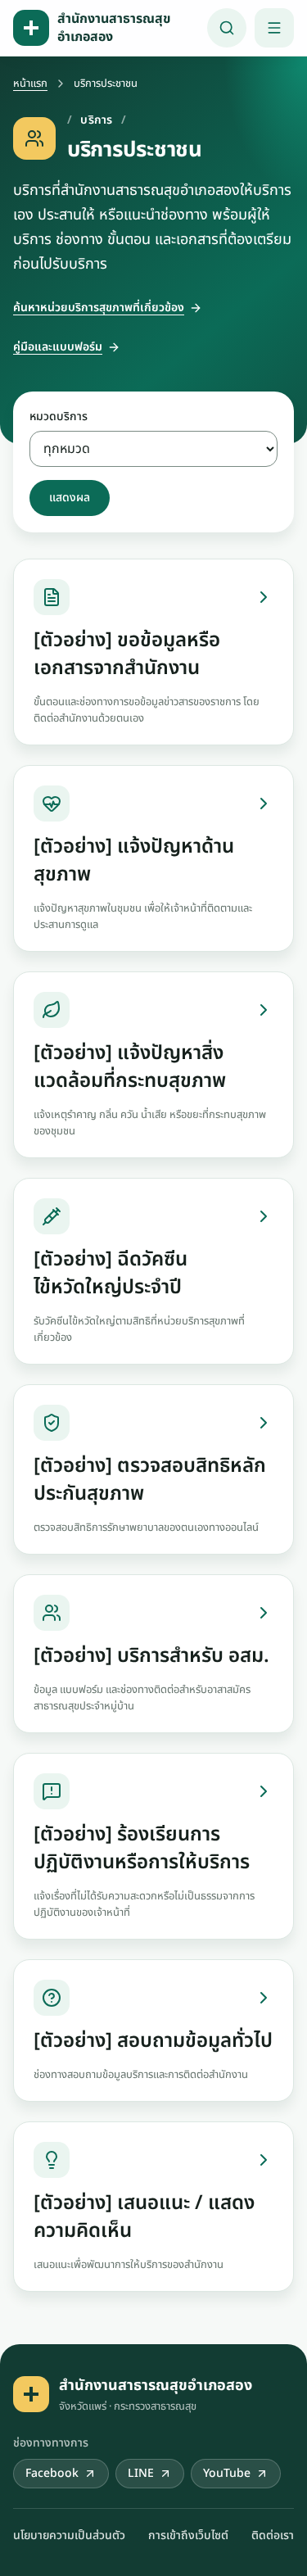 สำนักงานสาธารณสุข
อำเภอสอง
หน้าแรก > บริการประชาชน
/ บริการ /
บริการประชาชน
บริการที่สำนักงานสาธารณสุขอำเภอสองให้บริการ
เอง ประสานให้ หรือแนะนำช่องทาง พร้อมผู้ให้
บริการ ช่องทาง ขั้นตอน และเอกสารที่ต้องเตรียม
ก่อนไปรับบริการ
ค้นหาหน่วยบริการสุขภาพที่เกี่ยวข้อง →
คู่มือและแบบฟอร์ม →
หมวดบริการ
ทุกหมวด
แสดงผล
[ตัวอย่าง] ขอข้อมูลหรือ
เอกสารจากสำนักงาน
ขั้นตอนและช่องทางการขอข้อมูลข่าวสารของราชการ โดย
ติดต่อสำนักงานด้วยตนเอง
[ตัวอย่าง] แจ้งปัญหาด้าน
สุขภาพ
แจ้งปัญหาสุขภาพในชุมชน เพื่อให้เจ้าหน้าที่ติดตามและ
ประสานการดูแล
[ตัวอย่าง] แจ้งปัญหาสิ่ง
แวดล้อมที่กระทบสุขภาพ
แจ้งเหตุรำคาญ กลิ่น ควัน น้ำเสีย หรือขยะที่กระทบสุขภาพ
ของชุมชน
[ตัวอย่าง] ฉีดวัคซีน
ไข้หวัดใหญ่ประจำปี
รับวัคซีนไข้หวัดใหญ่ตามสิทธิที่หน่วยบริการสุขภาพที่
เกี่ยวข้อง
[ตัวอย่าง] ตรวจสอบสิทธิหลัก
ประกันสุขภาพ
ตรวจสอบสิทธิการรักษาพยาบาลของตนเองทางออนไลน์
[ตัวอย่าง] บริการสำหรับ อสม.
ข้อมูล แบบฟอร์ม และช่องทางติดต่อสำหรับอาสาสมัคร
สาธารณสุขประจำหมู่บ้าน
[ตัวอย่าง] ร้องเรียนการ
ปฏิบัติงานหรือการให้บริการ
แจ้งเรื่องที่ไม่ได้รับความสะดวกหรือไม่เป็นธรรมจากการ
ปฏิบัติงานของเจ้าหน้าที่
[ตัวอย่าง] สอบถามข้อมูลทั่วไป
ช่องทางสอบถามข้อมูลบริการและการติดต่อสำนักงาน
[ตัวอย่าง] เสนอแนะ / แสดง
ความคิดเห็น
เสนอแนะเพื่อพัฒนาการให้บริการของสำนักงาน
สำนักงานสาธารณสุขอำเภอสอง
จังหวัดแพร่ · กระทรวงสาธารณสุข
ช่องทางทางการ
Facebook ↗ LINE ↗ YouTube ↗
นโยบายความเป็นส่วนตัว การเข้าถึงเว็บไซต์ ติดต่อเรา